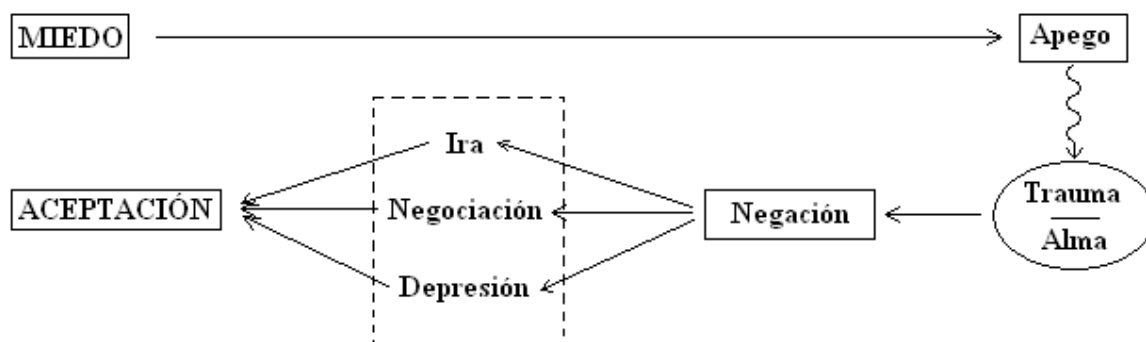 MIEDO
Apego
Ira
Trauma
ACEPTACIÓN
Negociación
Negación
Alma
Depresión